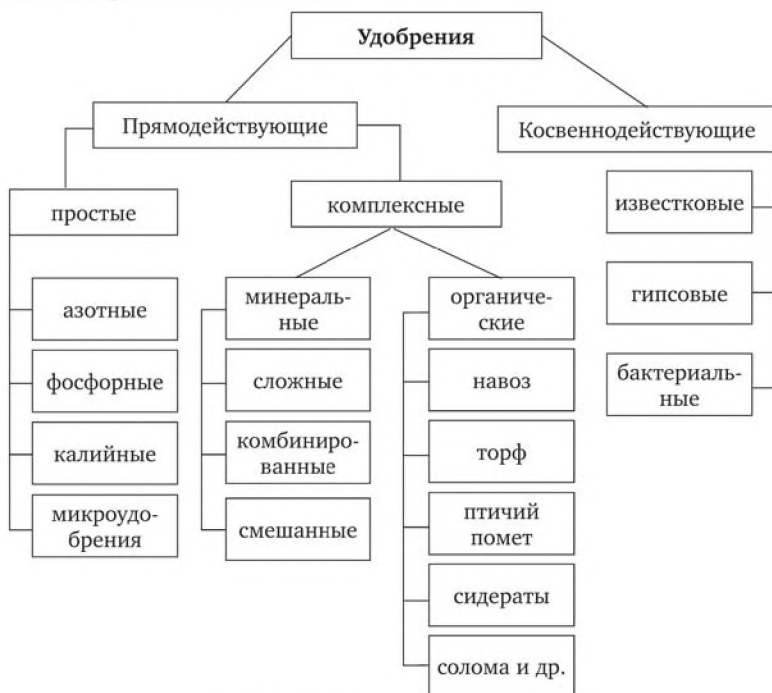 Удобрения
Прямодействующие
Косвеннодействующие
простые
комплексные
известковые
азотные
минераль-
ные
органиче-
ские
гипсовые
фосфорные
сложные
навоз
бактериаль-
ные
калийные
комбиниро-
ванные
торф
микроудо-
брения
смешанные
птичий
помет
сидераты
солома и др.